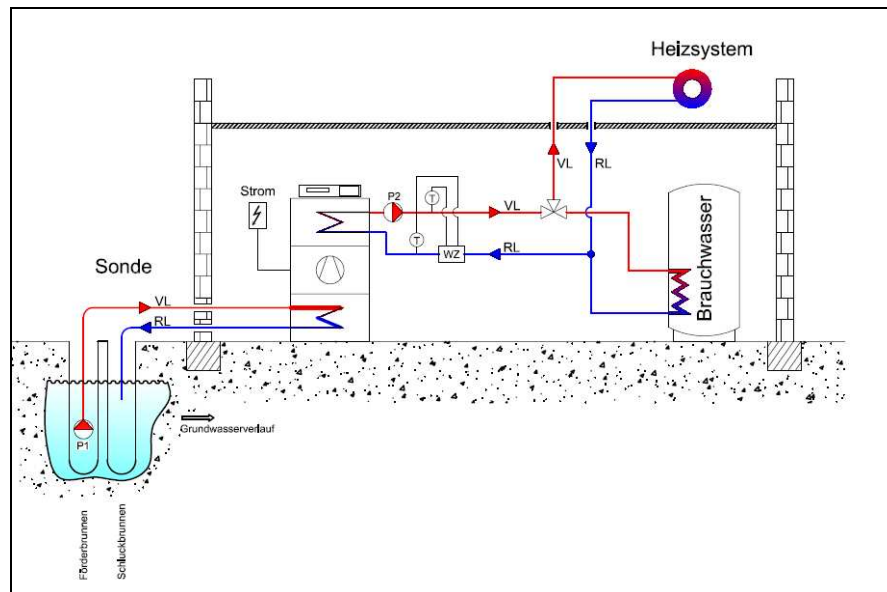 Heizsystem
VL
RL
Strom
P2
T
VL
T
WZ
RL
Brauchwasser
Sonde
VL
RL
P1
Grundwasserverlauf
Förderbrunnen
Schluckbrunnen